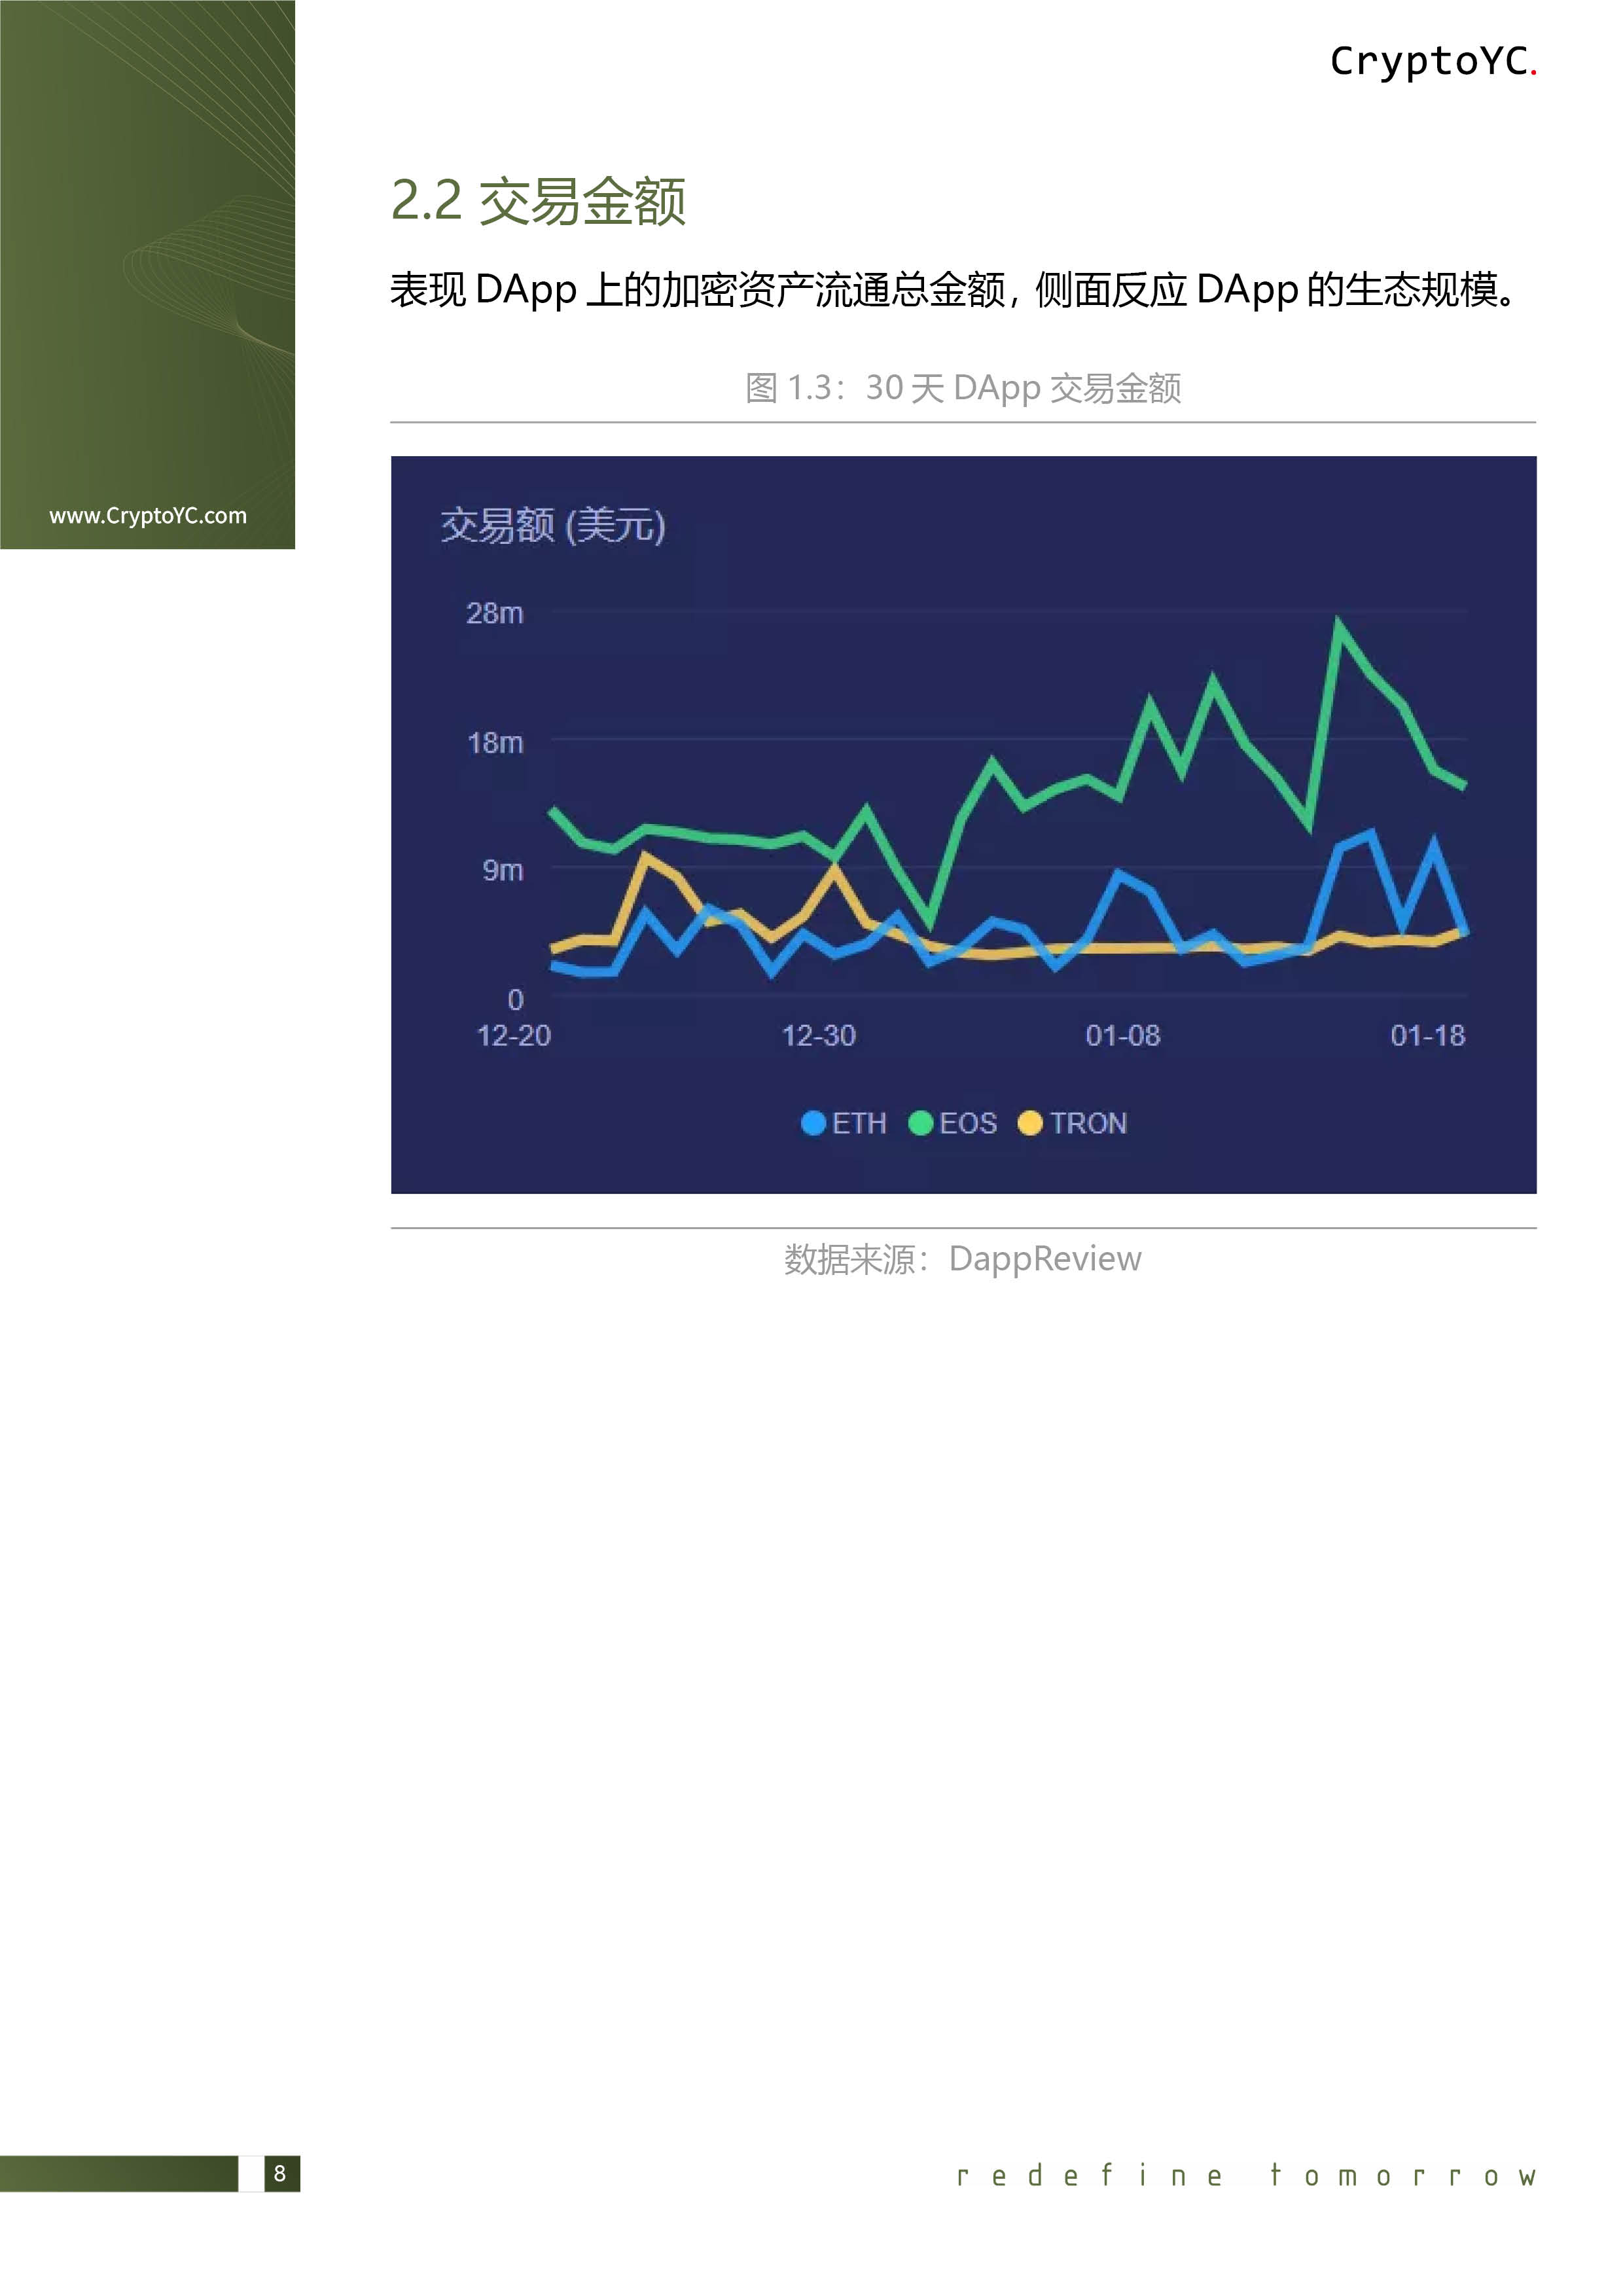 CryptoYC.
www.CryptoYC.com
2.2 交易金额
表现 DApp 上的加密资产流通总金额，侧面反应 DApp 的生态规模。
图 1.3：30 天 DApp 交易金额
交易额 (美元)
28m
18m
9m
0
12-20 12-30 01-08 01-18
ETH EOS TRON
数据来源：DappReview
8
redefine tomorrow